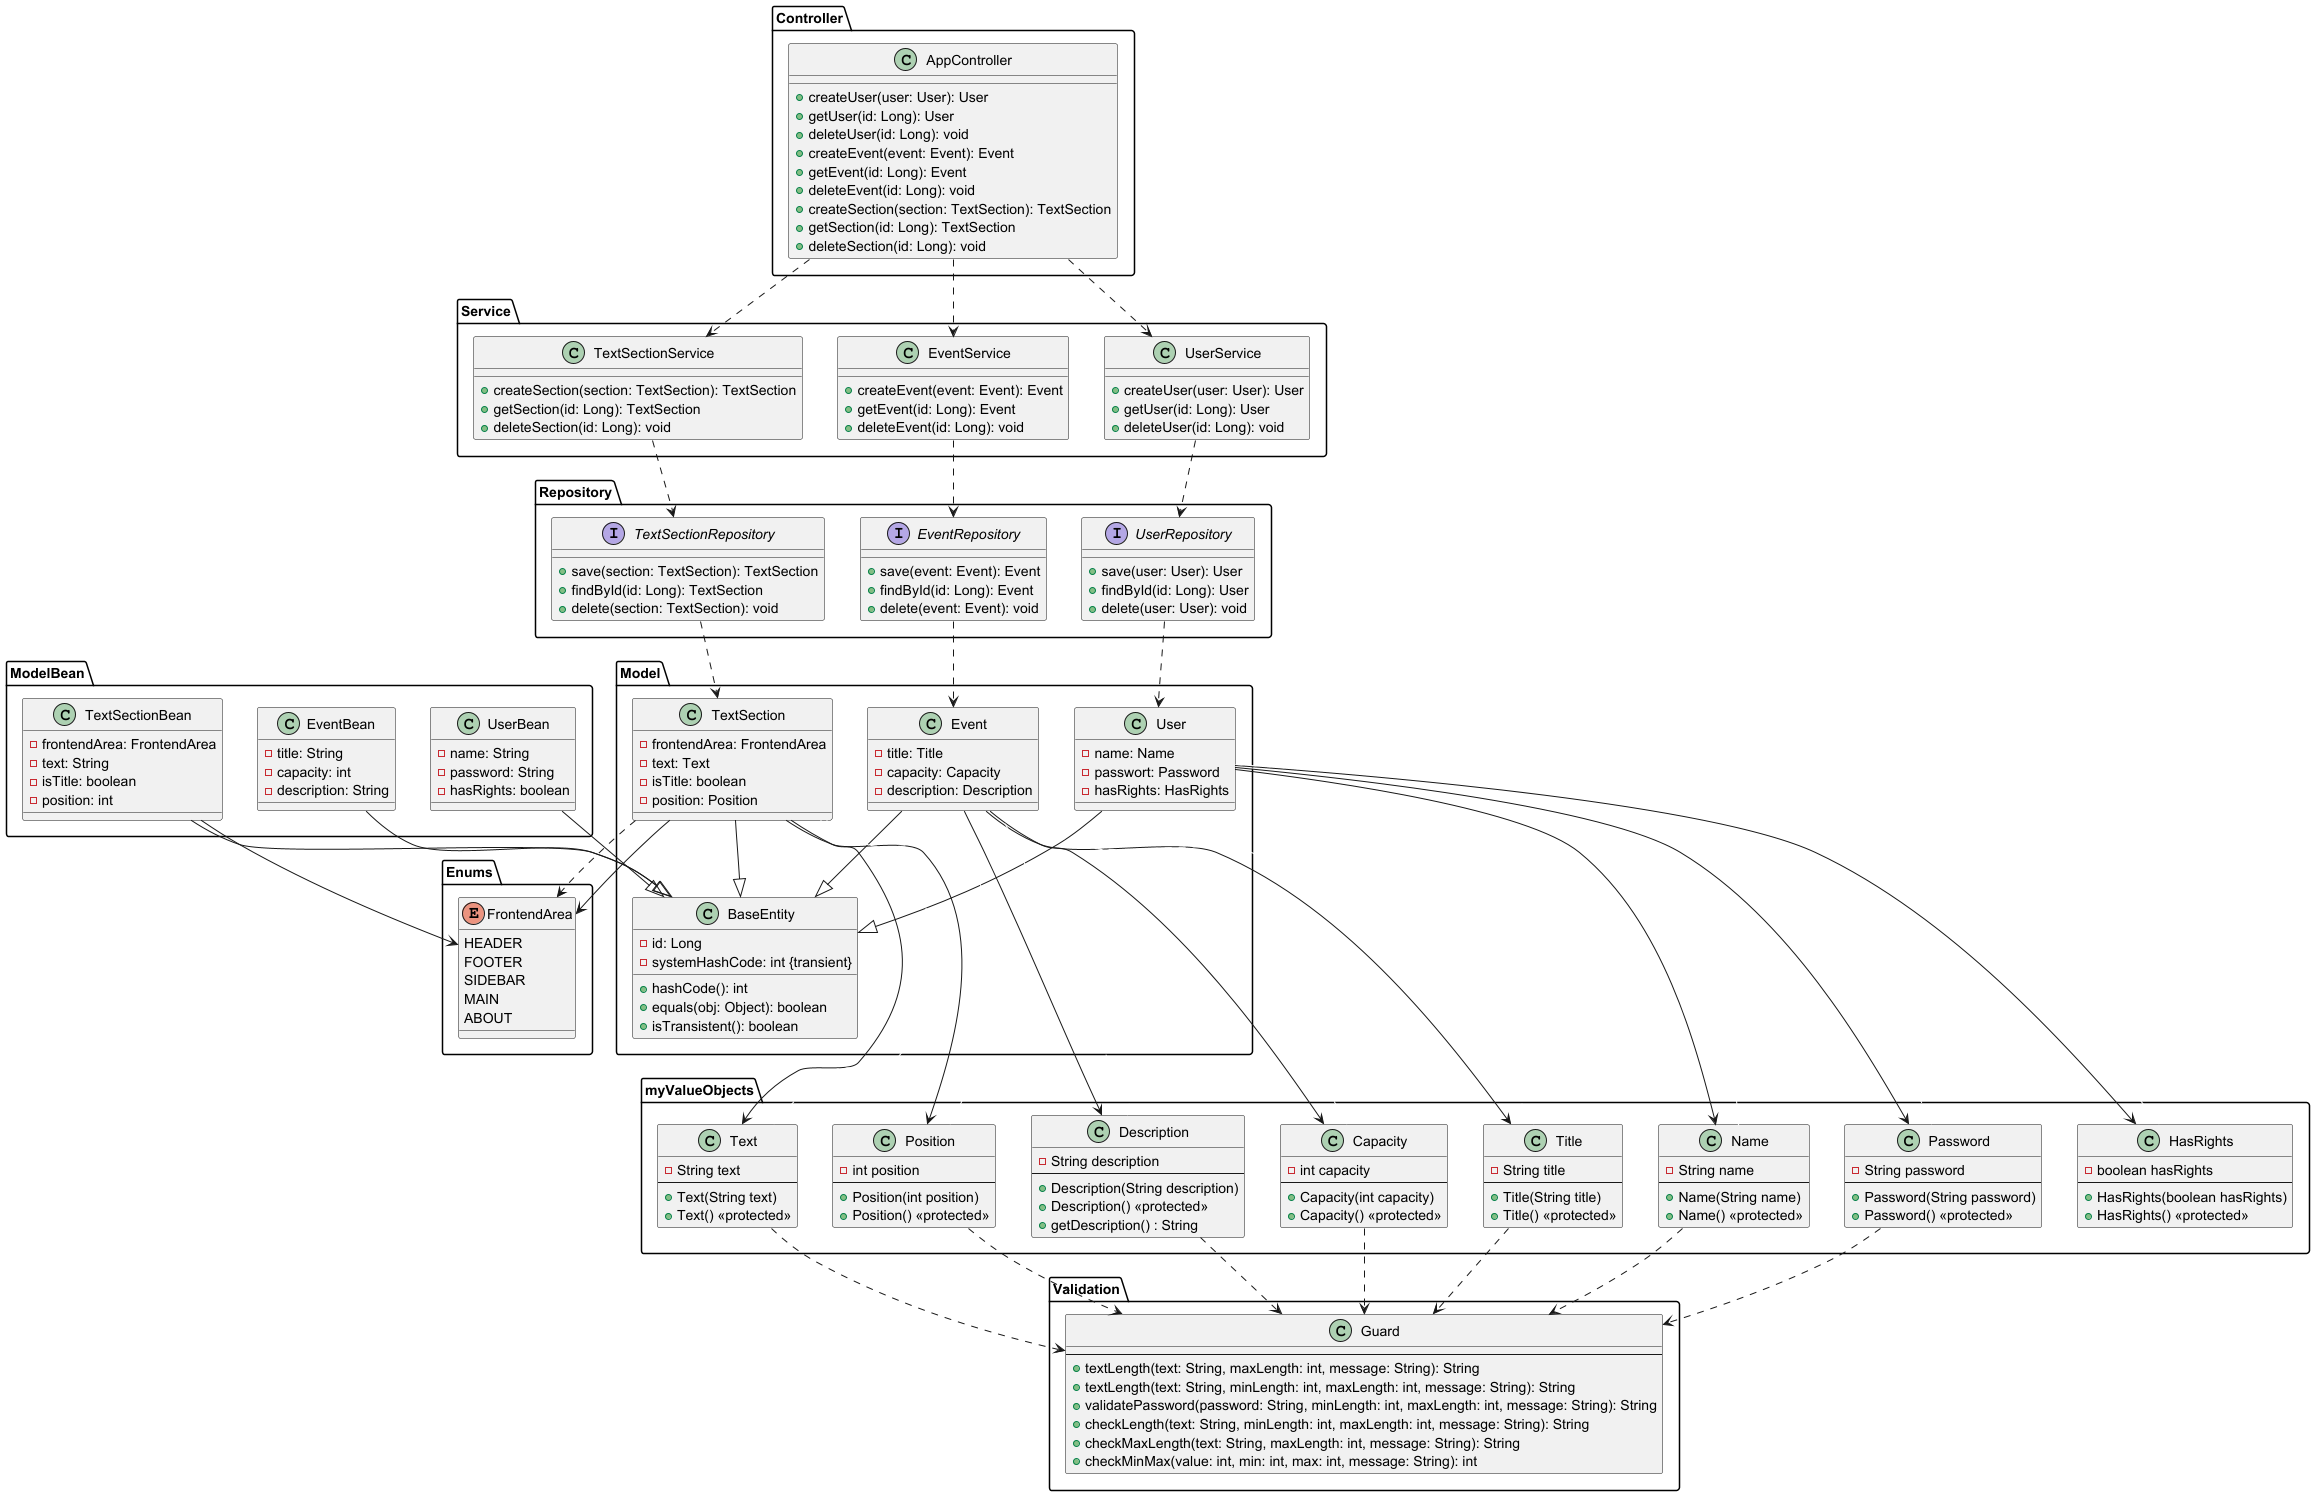 Controller
C AppController
createUser(user: User): User
getUser(id: Long): User
deleteUser(id: Long): void
createEvent(event: Event): Event
getEvent(id: Long): Event
deleteEvent(id: Long): void
createSection(section: TextSection): TextSection
getSection(id: Long): TextSection
deleteSection(id: Long): void
Service
C TextSectionService
createSection(section: TextSection): TextSection
getSection(id: Long): TextSection
deleteSection(id: Long): void
C EventService
createEvent(event: Event): Event
getEvent(id: Long): Event
deleteEvent(id: Long): void
C UserService
createUser(user: User): User
getUser(id: Long): User
deleteUser(id: Long): void
Repository
I TextSectionRepository
save(section: TextSection): TextSection
findById(id: Long): TextSection
delete(section: TextSection): void
I EventRepository
save(event: Event): Event
findById(id: Long): Event
delete(event: Event): void
I UserRepository
save(user: User): User
findById(id: Long): User
delete(user: User): void
ModelBean
C TextSectionBean
frontendArea: FrontendArea
text: String
isTitle: boolean
position: int
C EventBean
title: String
capacity: int
description: String
C UserBean
name: String
password: String
hasRights: boolean
Model
C TextSection
frontendArea: FrontendArea
text: Text
isTitle: boolean
position: Position
C Event
title: Title
capacity: Capacity
description: Description
C User
name: Name
passwort: Password
hasRights: HasRights
Enums
E FrontendArea
HEADER
FOOTER
SIDEBAR
MAIN
ABOUT
C BaseEntity
id: Long
systemHashCode: int {transient}
hashCode(): int
equals(obj: Object): boolean
isTransistent(): boolean
myValueObjects
C Text
String text
Text(String text)
Text() «protected»
C Position
int position
Position(int position)
Position() «protected»
C Description
String description
Description(String description)
Description() «protected»
getDescription() : String
C Capacity
int capacity
Capacity(int capacity)
Capacity() «protected»
C Title
String title
Title(String title)
Title() «protected»
C Name
String name
Name(String name)
Name() «protected»
C Password
String password
Password(String password)
Password() «protected»
C HasRights
boolean hasRights
HasRights(boolean hasRights)
HasRights() «protected»
Validation
C Guard
textLength(text: String, maxLength: int, message: String): String
textLength(text: String, minLength: int, maxLength: int, message: String): String
validatePassword(password: String, minLength: int, maxLength: int, message: String): String
checkLength(text: String, minLength: int, maxLength: int, message: String): String
checkMaxLength(text: String, maxLength: int, message: String): String
checkMinMax(value: int, min: int, max: int, message: String): int